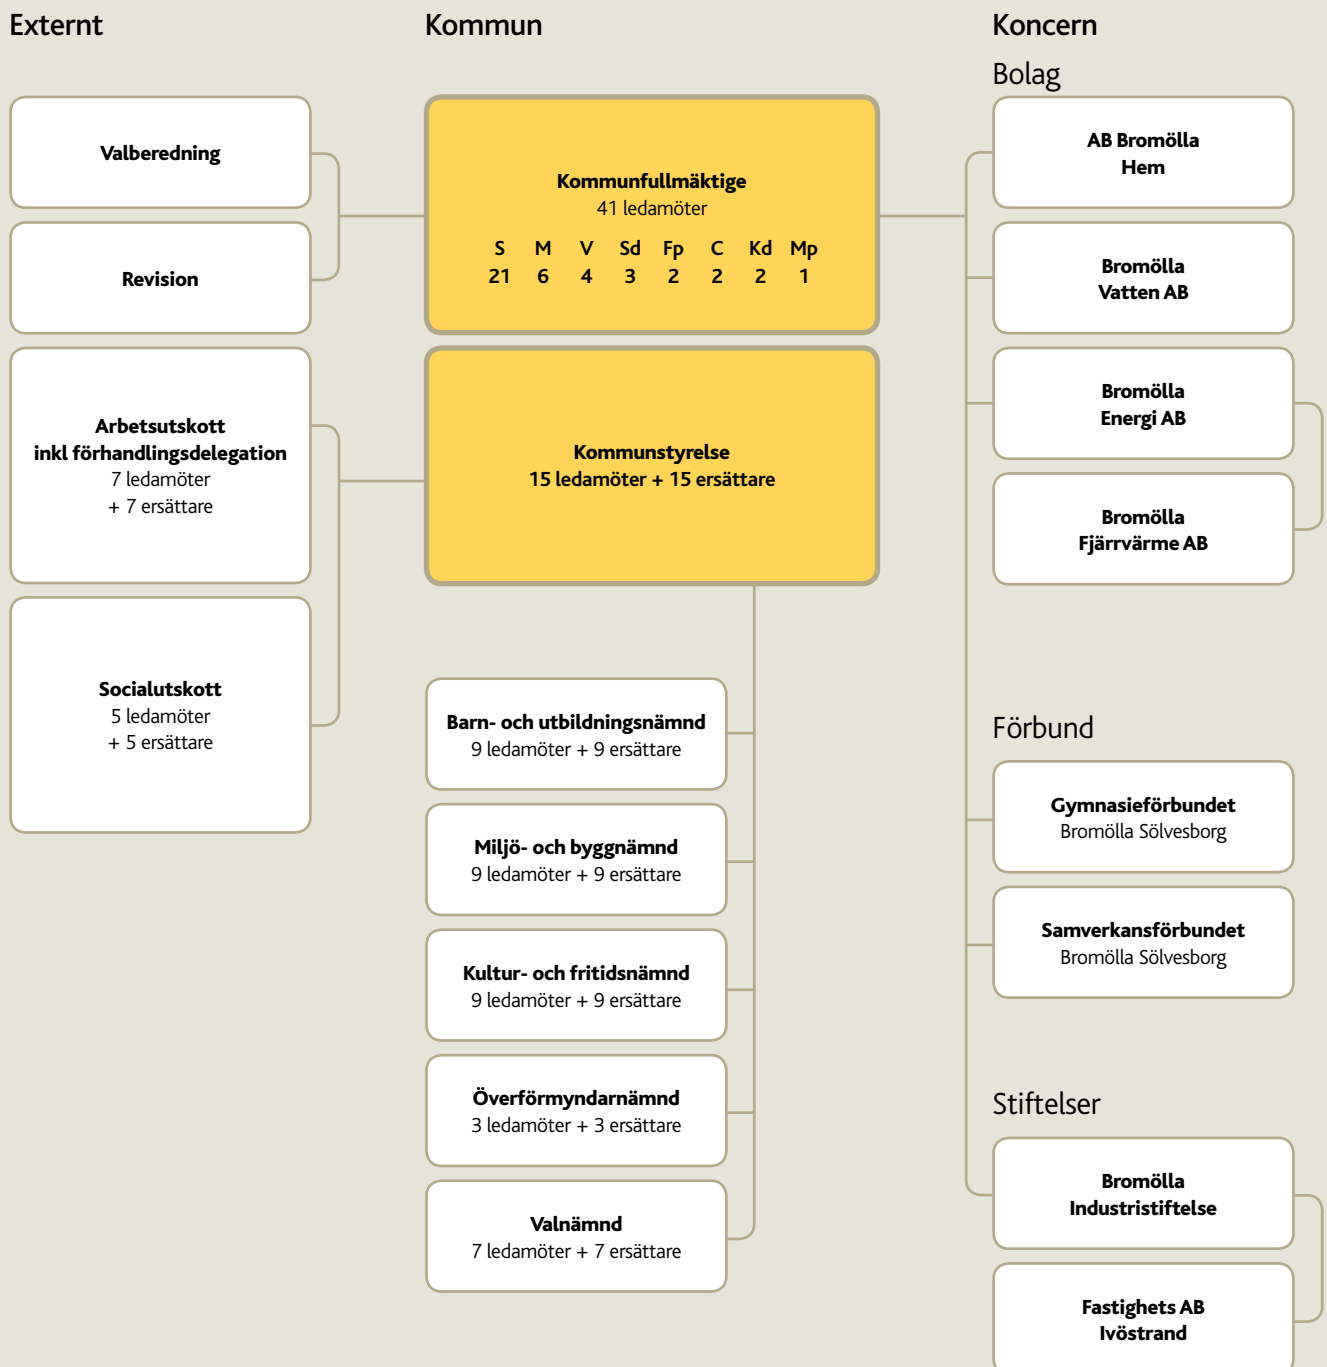 Externt
Valberedning
Revision
Arbetsutskott
inkl förhandlingsdelegation
7 ledamöter
+ 7 ersättare
Socialutskott
5 ledamöter
+ 5 ersättare
Kommun
Kommunfullmäktige
41 ledamöter
S M V Sd Fp C Kd Mp
21 6 4 3 2 2 2 1
Kommunstyrelse
15 ledamöter + 15 ersättare
Barn- och utbildningsnämnd
9 ledamöter + 9 ersättare
Miljö- och byggnämnd
9 ledamöter + 9 ersättare
Kultur- och fritidsnämnd
9 ledamöter + 9 ersättare
Överförmyndarnämnd
3 ledamöter + 3 ersättare
Valnämnd
7 ledamöter + 7 ersättare
Koncern
Bolag
AB Bromölla
Hem
Bromölla
Vatten AB
Bromölla
Energi AB
Bromölla
Fjärrvärme AB
Förbund
Gymnasieförbundet
Bromölla Sölvesborg
Samverkansförbundet
Bromölla Sölvesborg
Stiftelser
Bromölla
Industristiftelse
Fastighets AB
Ivöstrand